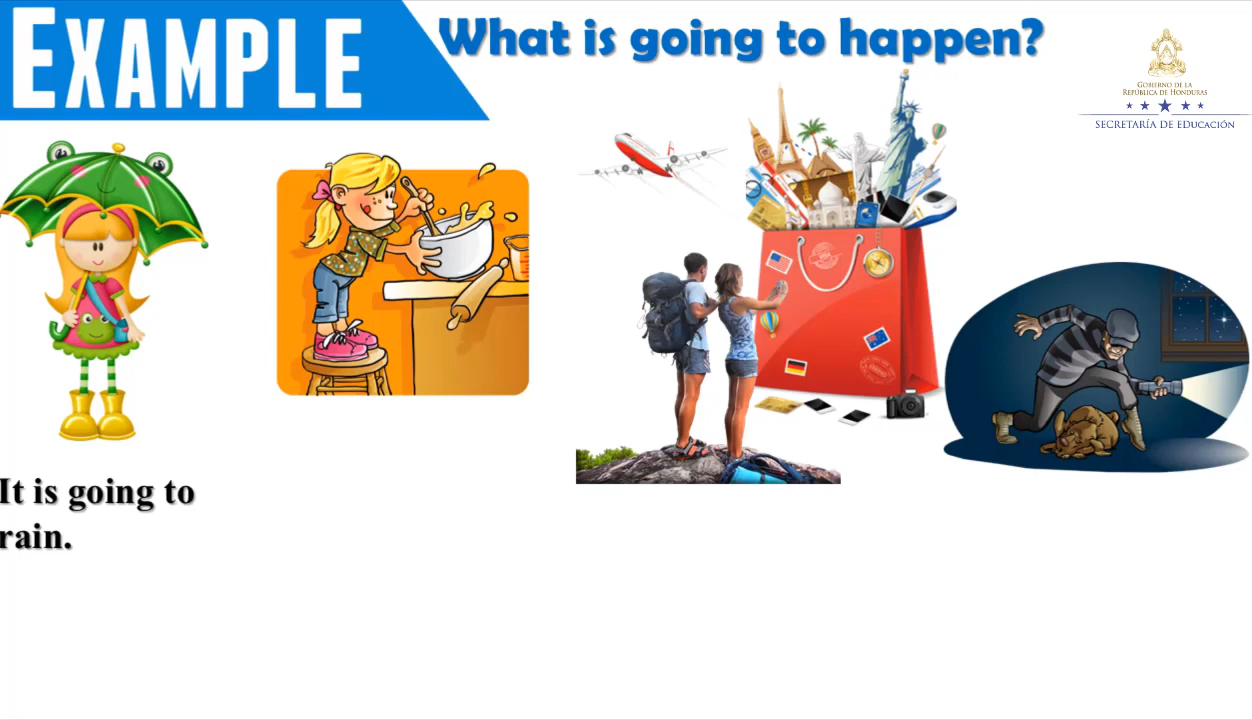 EXAMPLE
What is going to happen?
GOBIERNO DE LA
REPÚBLICA DE HONDURAS
SECRETARÍA DE EDUCACIÓN
It is going to
rain.